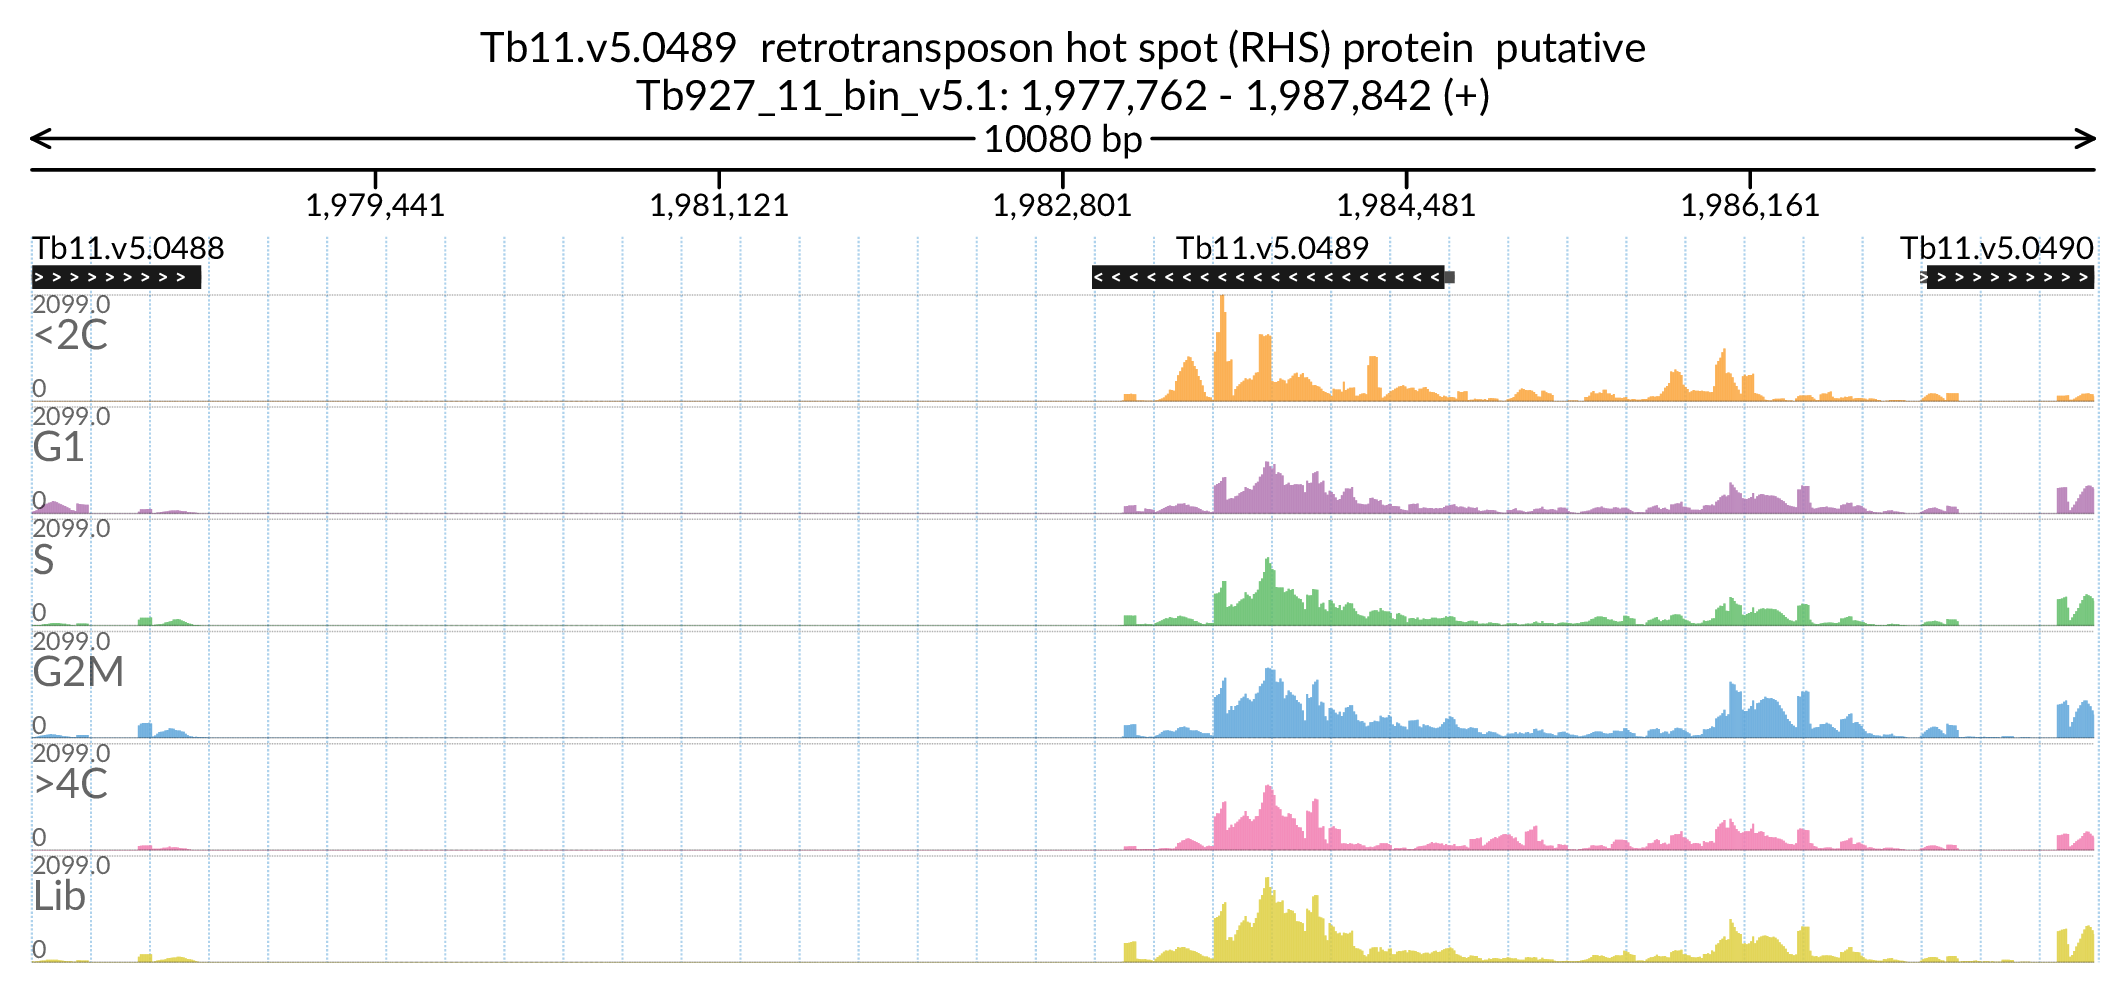 Tb11.v5.0489  retrotransposon hot spot (RHS) protein  putative
Tb927_11_bin_v5.1: 1,977,762 - 1,987,842 (+)
10080 bp
1,979,441 1,981,121 1,982,801 1,984,481 1,986,161
Tb11.v5.0488 Tb11.v5.0489 Tb11.v5.0490
2099.0
<2C
0
2099.0
G1
0
2099.0
S
0
2099.0
G2M
0
2099.0
>4C
0
2099.0
Lib
0